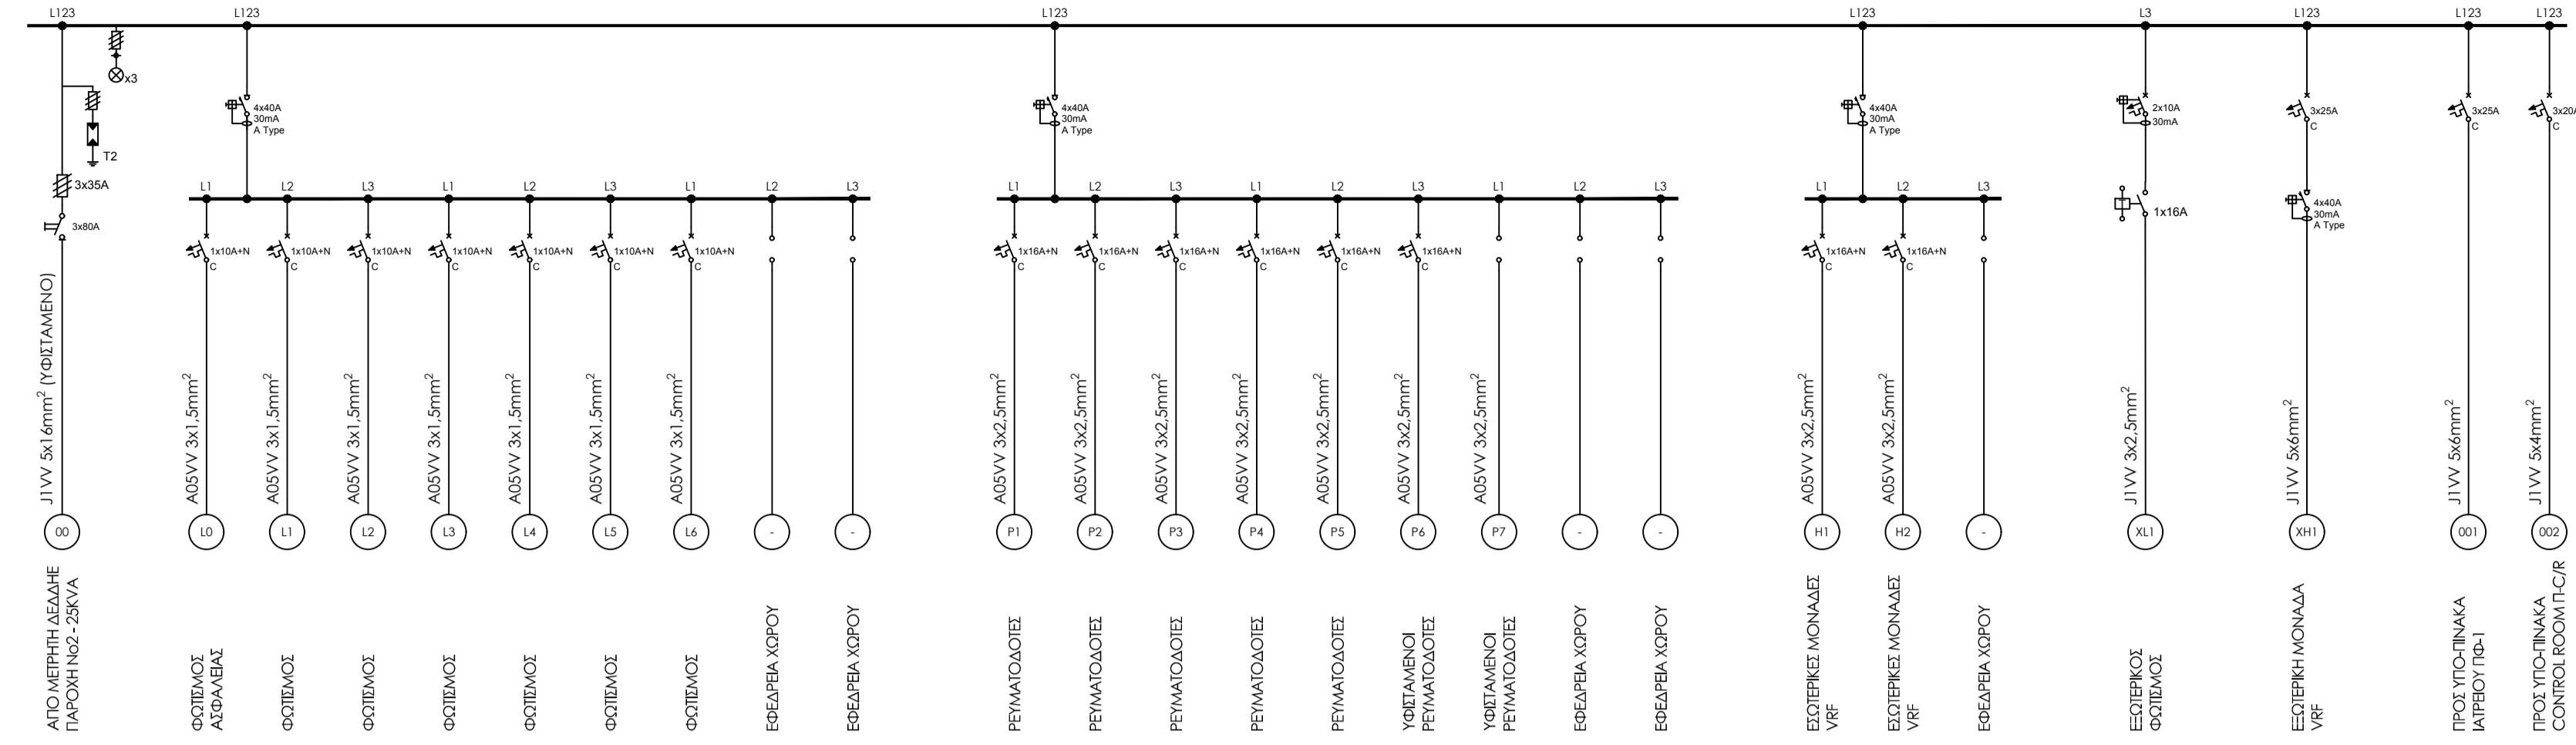 L123
L123
L123
L123
L3
L123
L123
L123
x3
T2
3x35A
3x80A
4x40A
30mA
A Type
4x40A
30mA
A Type
4x40A
30mA
A Type
2x10A
30mA
1x16A
3x25A
C
4x40A
30mA
A Type
3x25A
C
3x20A
C
L1
L2
L3
L1
L2
L3
L1
L2
L3
L1
L2
L3
L1
L2
L3
L1
L2
L3
L1
L2
L3
1x10A+N
C
1x10A+N
C
1x10A+N
C
1x10A+N
C
1x10A+N
C
1x10A+N
C
1x10A+N
C
1x16A+N
C
1x16A+N
C
1x16A+N
C
1x16A+N
C
1x16A+N
C
1x16A+N
C
1x16A+N
C
1x16A+N
C
J1VV 5x16mm² (ΥΦΙΣΤΑΜΕΝΟ)
A05VV 3x1,5mm²
A05VV 3x1,5mm²
A05VV 3x1,5mm²
A05VV 3x1,5mm²
A05VV 3x1,5mm²
A05VV 3x1,5mm²
A05VV 3x1,5mm²
A05VV 3x2,5mm²
A05VV 3x2,5mm²
A05VV 3x2,5mm²
A05VV 3x2,5mm²
A05VV 3x2,5mm²
A05VV 3x2,5mm²
A05VV 3x2,5mm²
A05VV 3x2,5mm²
A05VV 3x2,5mm²
J1VV 3x2,5mm²
J1VV 5x6mm²
J1VV 5x6mm²
J1VV 5x4mm²
00
L0
L1
L2
L3
L4
L5
L6
-
-
P1
P2
P3
P4
P5
P6
P7
-
-
H1
H2
-
XL1
XH1
001
002
ΑΠΟ ΜΕΤΡΗΤΗ ΔΕΔΔΗΕ
ΠΑΡΟΧΗ Νο2 - 25KVA
ΦΩΤΙΣΜΟΣ
ΑΣΦΑΛΕΙΑΣ
ΦΩΤΙΣΜΟΣ
ΦΩΤΙΣΜΟΣ
ΦΩΤΙΣΜΟΣ
ΦΩΤΙΣΜΟΣ
ΦΩΤΙΣΜΟΣ
ΦΩΤΙΣΜΟΣ
ΕΦΕΔΡΕΙΑ ΧΩΡΟΥ
ΕΦΕΔΡΕΙΑ ΧΩΡΟΥ
ΡΕΥΜΑΤΟΔΟΤΕΣ
ΡΕΥΜΑΤΟΔΟΤΕΣ
ΡΕΥΜΑΤΟΔΟΤΕΣ
ΡΕΥΜΑΤΟΔΟΤΕΣ
ΡΕΥΜΑΤΟΔΟΤΕΣ
ΥΦΙΣΤΑΜΕΝΟΙ
ΡΕΥΜΑΤΟΔΟΤΕΣ
ΥΦΙΣΤΑΜΕΝΟΙ
ΡΕΥΜΑΤΟΔΟΤΕΣ
ΕΦΕΔΡΕΙΑ ΧΩΡΟΥ
ΕΦΕΔΡΕΙΑ ΧΩΡΟΥ
ΕΣΩΤΕΡΙΚΕΣ ΜΟΝΑΔΕΣ
VRF
ΕΣΩΤΕΡΙΚΕΣ ΜΟΝΑΔΕΣ
VRF
ΕΦΕΔΡΕΙΑ ΧΩΡΟΥ
ΕΞΩΤΕΡΙΚΟΣ
ΦΩΤΙΣΜΟΣ
ΕΞΩΤΕΡΙΚΗ ΜΟΝΑΔΑ
VRF
ΠΡΟΣ ΥΠΟ-ΠΙΝΑΚΑ
ΙΑΤΡΕΙΟΥ ΠΦ-1
ΠΡΟΣ ΥΠΟ-ΠΙΝΑΚΑ
CONTROL ROOM Π-C/R